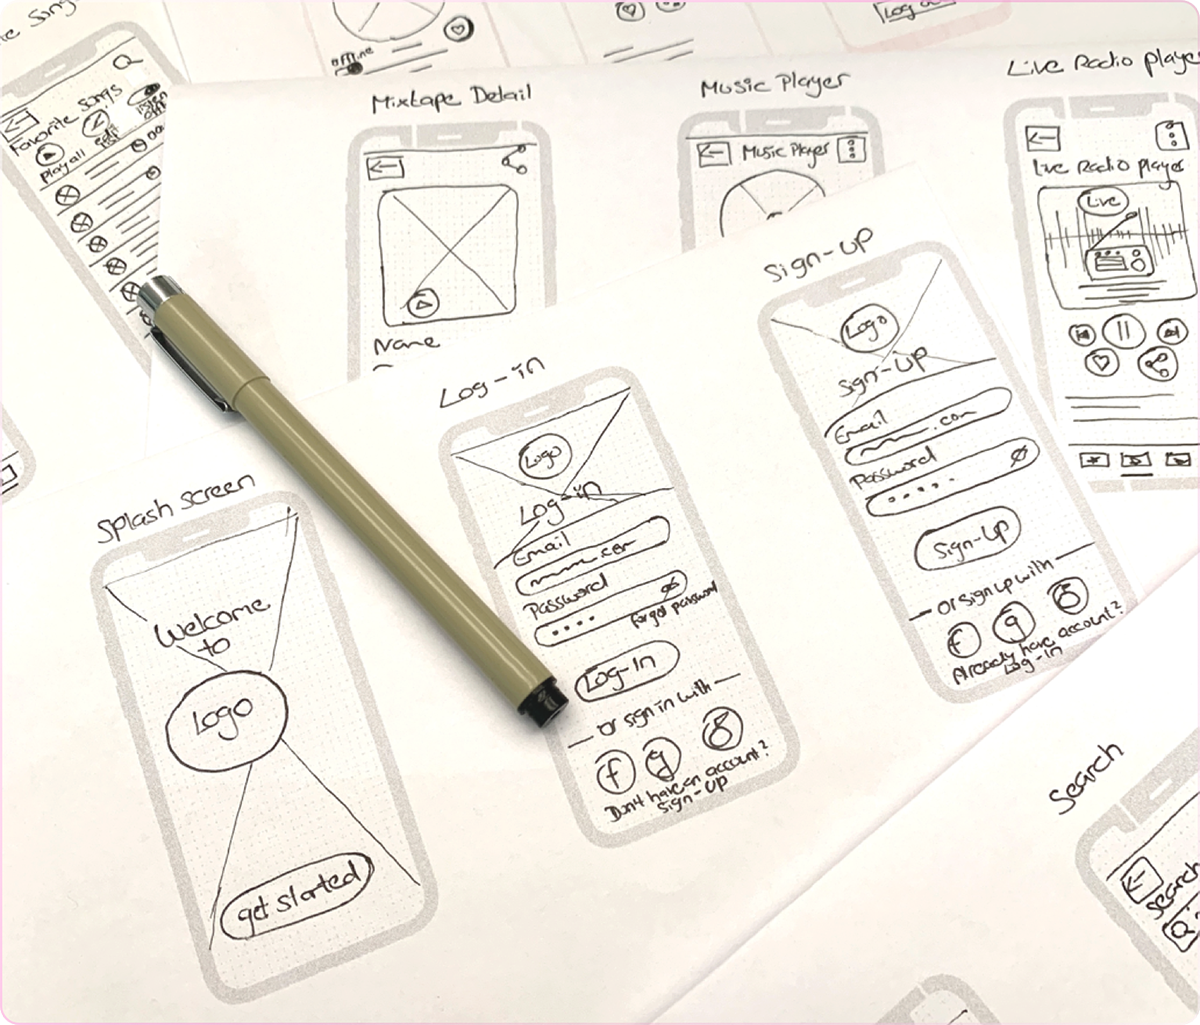 offline
Log
Favorite Songs
Play all
Edit
Mixtape Detail
Name
Music Player
Music Player
Live Radio player
Live Radio player
Live
Sign-UP
Logo
Sign-UP
Email
.com
Password
Sign-UP
Or sign up with
f
g
Already have account?
Log-in
Log-in
Logo
Log-in
Email
Password
forgot password
Log-In
Or sign in with
f
g
Don't have an account?
Sign-UP
Splash screen
Welcome
to
Logo
get started
Search
Search